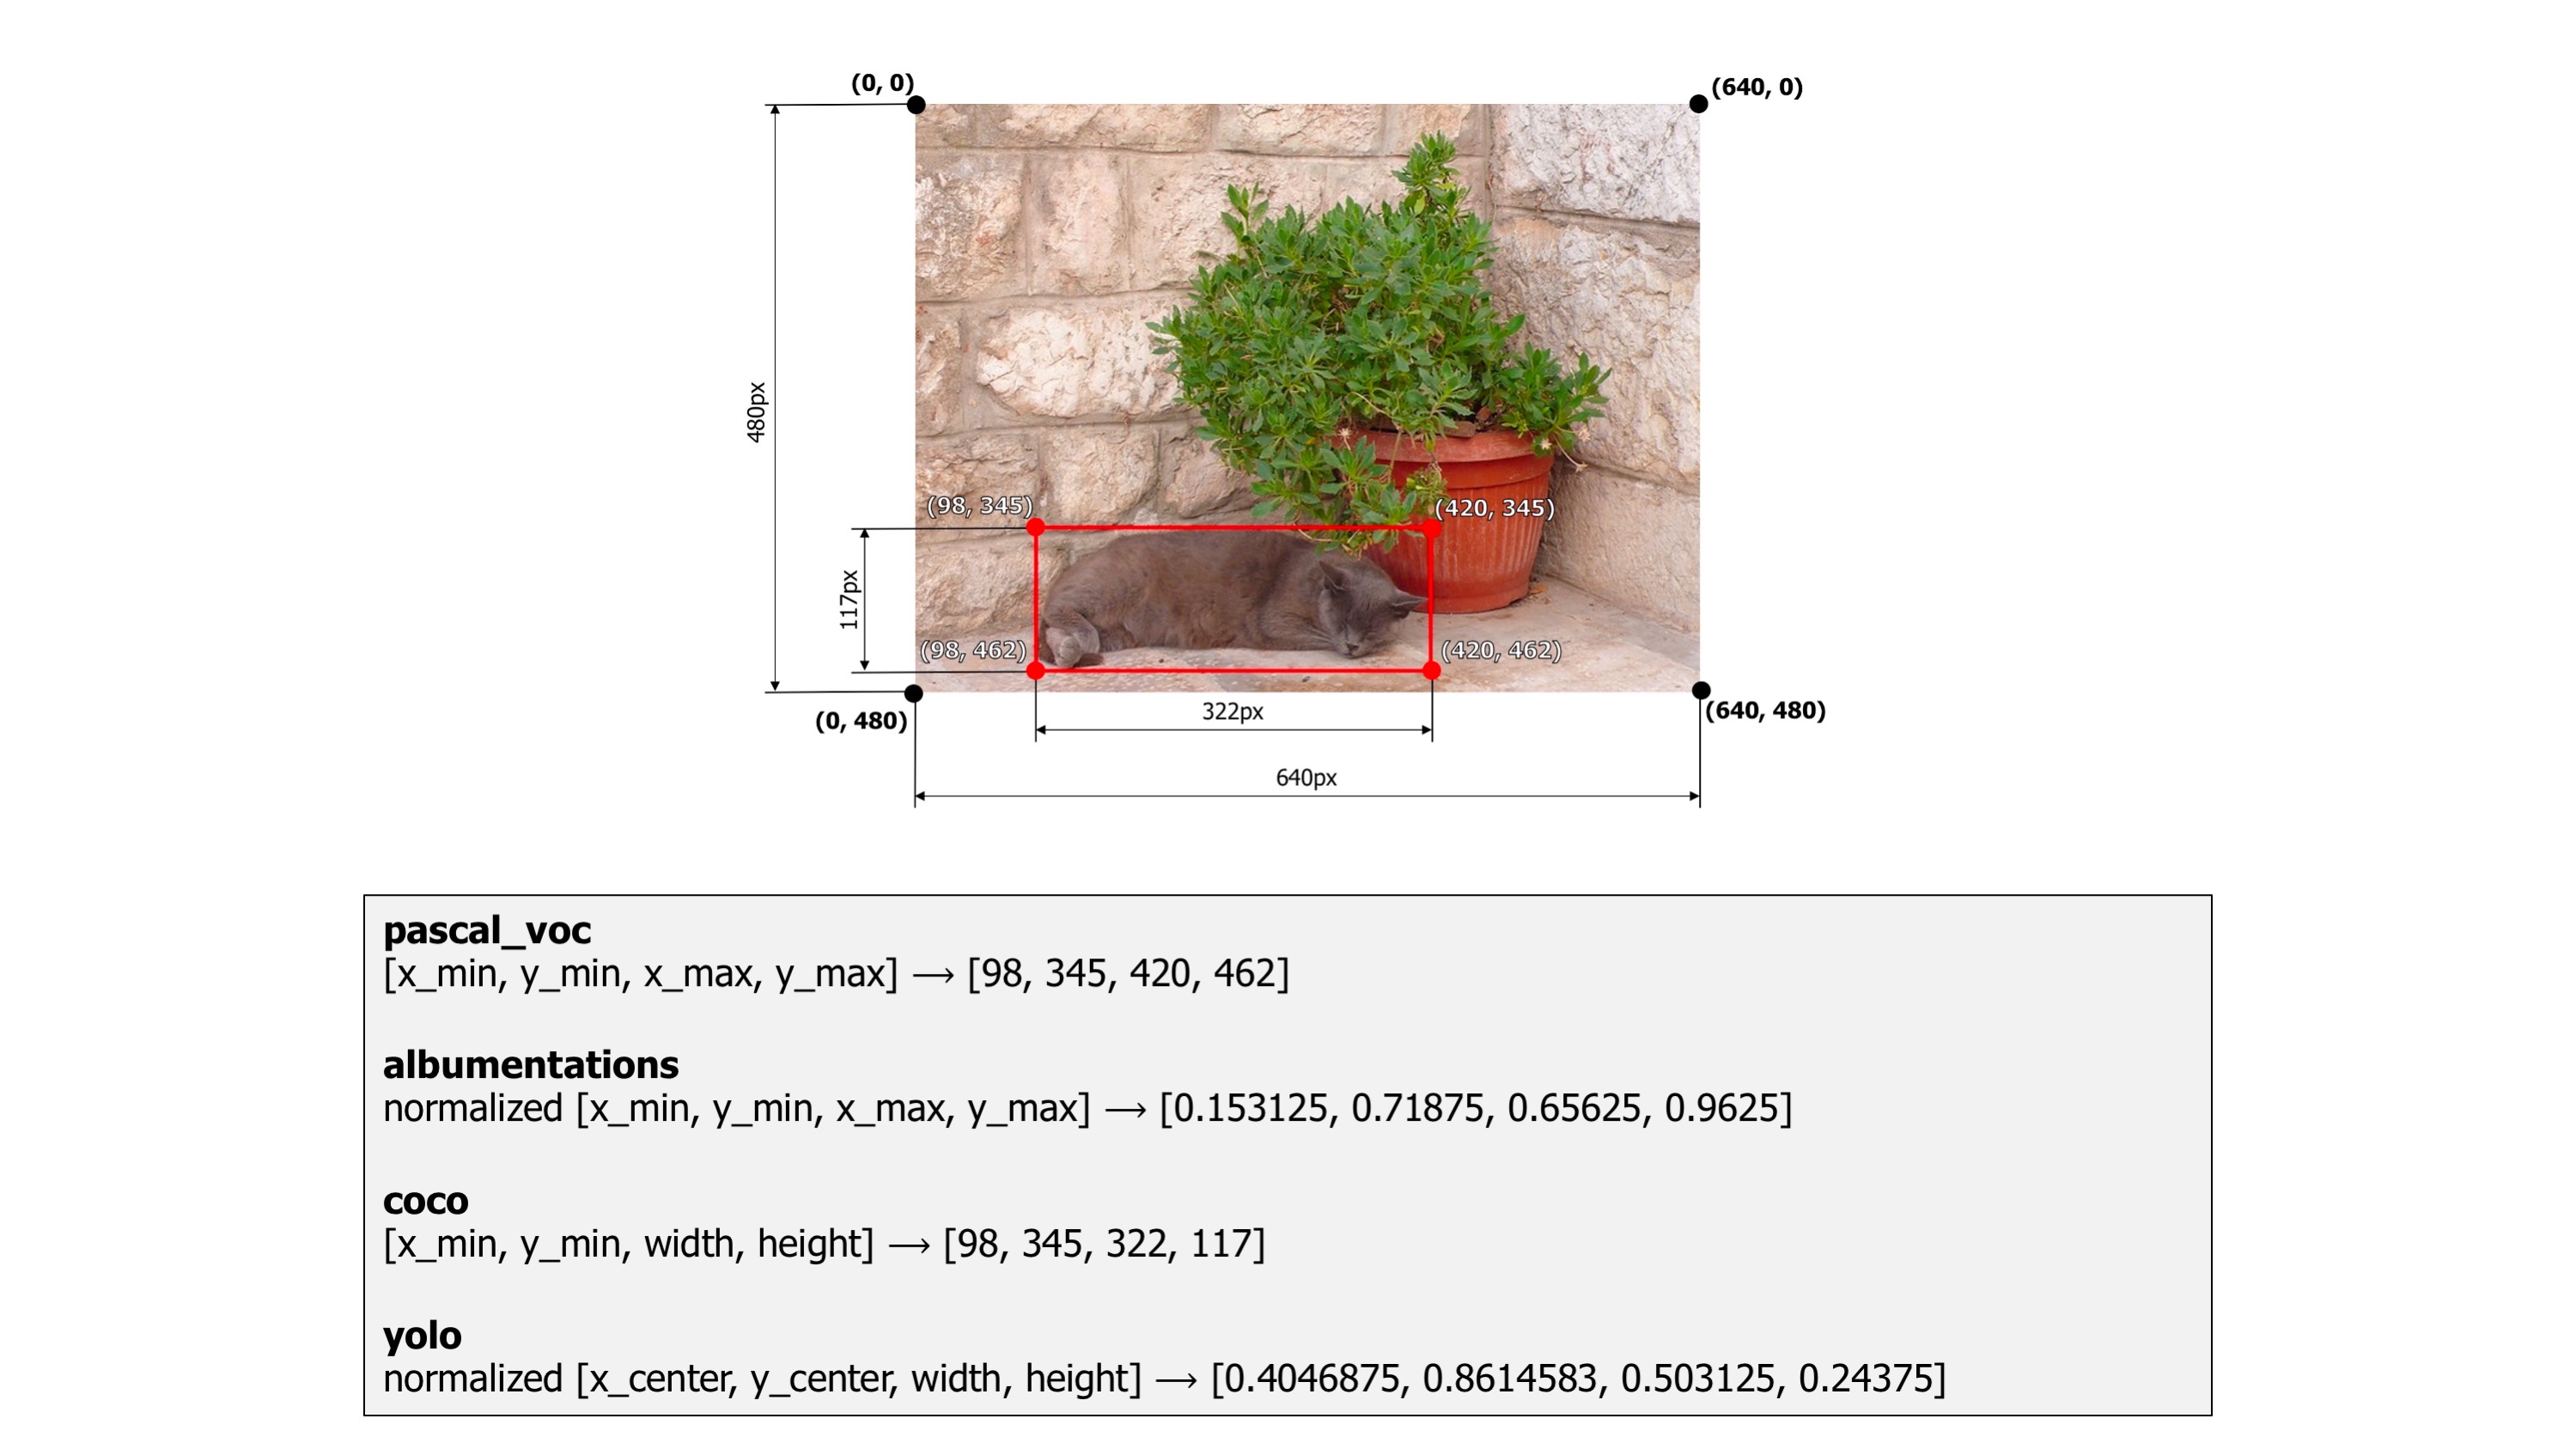 (0, 0)
(640, 0)
480px
(98, 345)
(420, 345)
117px
(98, 462)
(420, 462)
(0, 480)
322px
(640, 480)
640px
pascal_voc
[x_min, y_min, x_max, y_max] ⟶ [98, 345, 420, 462]
albumentations
normalized [x_min, y_min, x_max, y_max] ⟶ [0.153125, 0.71875, 0.65625, 0.9625]
coco
[x_min, y_min, width, height] ⟶ [98, 345, 322, 117]
yolo
normalized [x_center, y_center, width, height] ⟶ [0.4046875, 0.8614583, 0.503125, 0.24375]